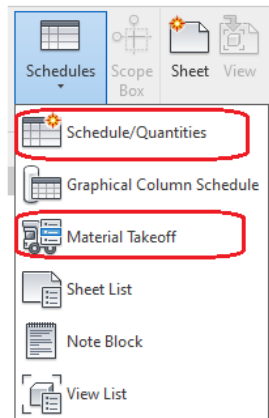 Schedules
Scope
Box
Sheet
View
Schedule/Quantities
Graphical Column Schedule
Material Takeoff
Sheet List
Note Block
View List